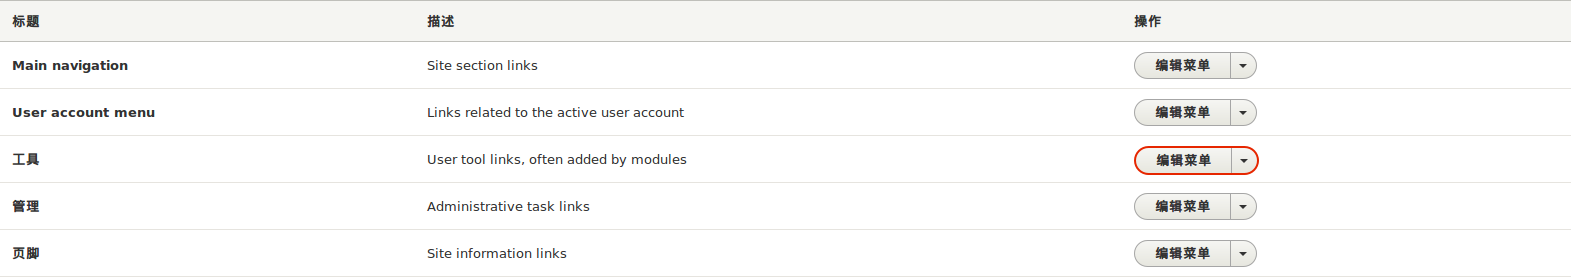 标题 描述 操作
Main navigation Site section links 编辑菜单
User account menu Links related to the active user account 编辑菜单
工具 User tool links, often added by modules 编辑菜单
管理 Administrative task links 编辑菜单
页脚 Site information links 编辑菜单